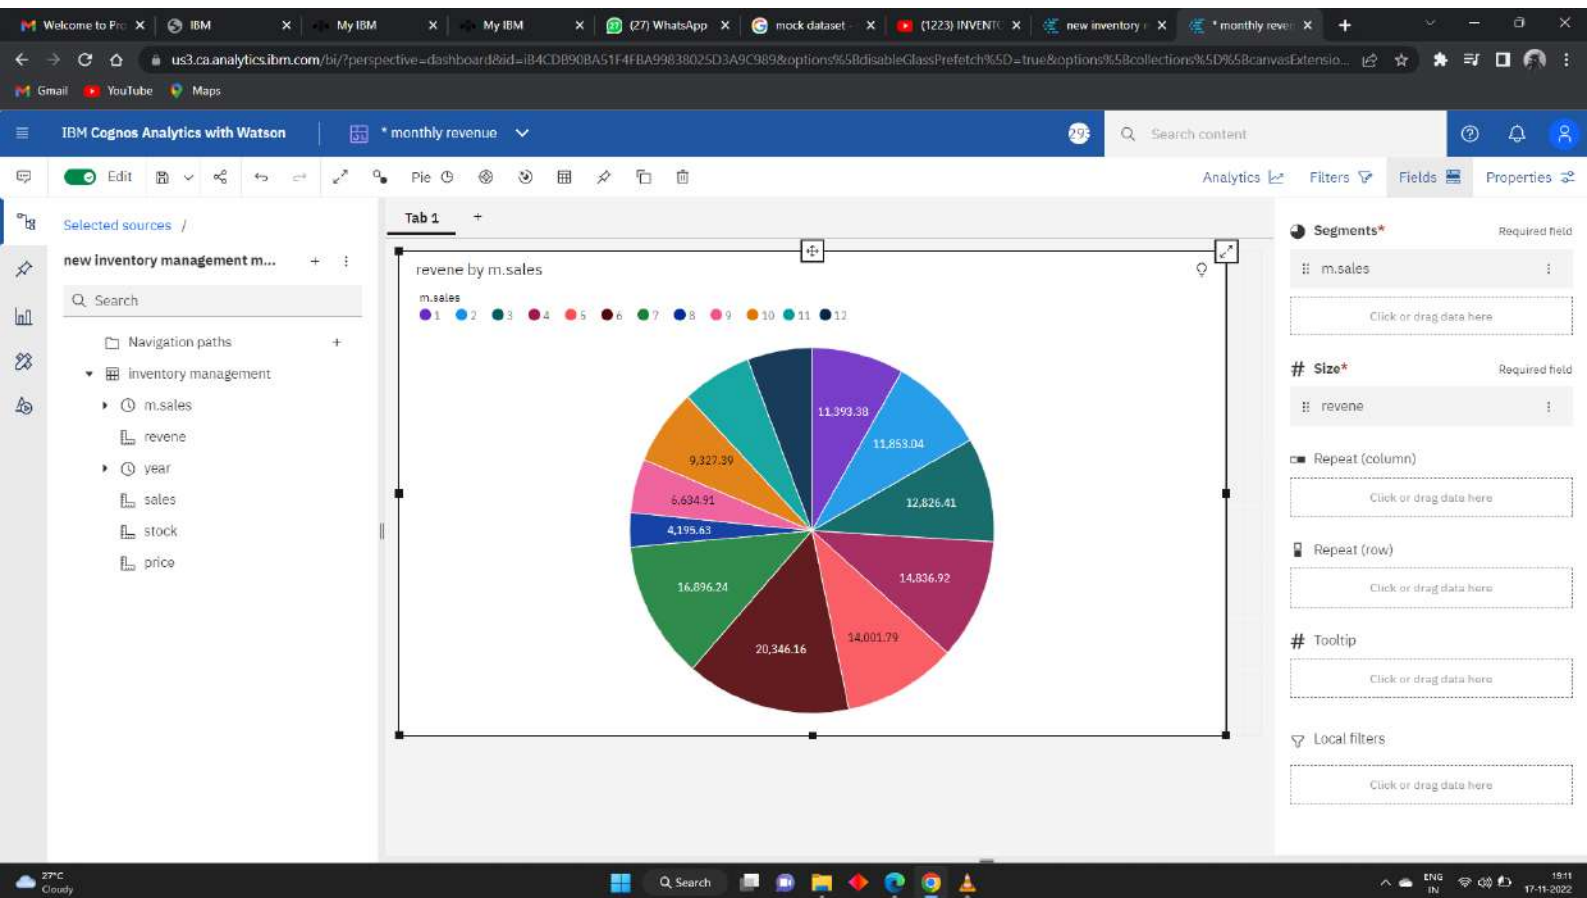 Welcome to Pro
IBM
My IBM
My IBM
(27) WhatsApp
mock dataset -
(1223) INVENTO
new inventory
* monthly reve
us3.ca.analytics.ibm.com/bi/?perspective=dashboard&id=iB4CDB90BA51F4FBA99838025D3A9C989&options%5BdisableGlassPrefetch%5D=true&options%5Bcollections%5D%5BcanvasExtensio...
Gmail
YouTube
Maps
IBM Cognos Analytics with Watson
* monthly revenue
Search content
Edit
Pie
Analytics
Filters
Fields
Properties
Selected sources /
new inventory management m...
Search
Navigation paths
inventory management
m.sales
revene
year
sales
stock
price
Tab 1
revene by m.sales
m.sales
1 2 3 4 5 6 7 8 9 10 11 12
11,393.38
11,853.04
12,826.41
14,836.92
14,001.79
20,346.16
16,896.24
4,195.63
6,634.91
9,327.39
Segments*
Required field
m.sales
Click or drag data here
Size*
Required field
revene
Repeat (column)
Click or drag data here
Repeat (row)
Click or drag data here
Tooltip
Click or drag data here
Local filters
Click or drag data here
27°C
Cloudy
Search
ENG
IN
19:11
17-11-2022